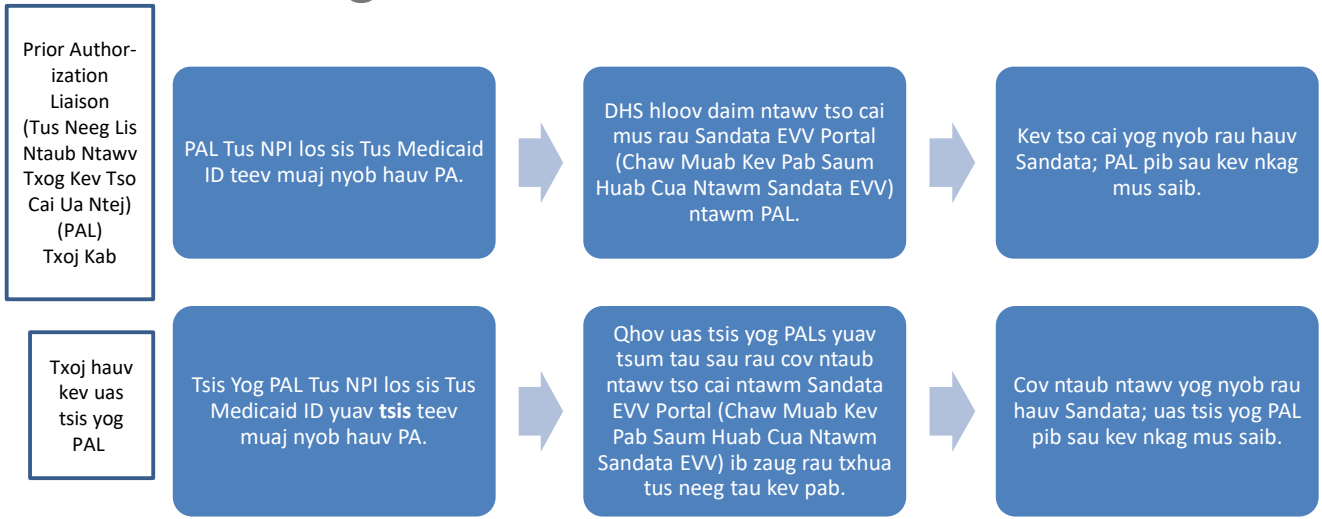 Prior Author-
ization
Liaison
(Tus Neeg Lis
Ntaub Ntawv
Txog Kev Tso
Cai Ua Ntej)
(PAL)
Txoj Kab
PAL Tus NPI los sis Tus Medicaid
ID teev muaj nyob hauv PA.
DHS hloov daim ntawv tso cai
mus rau Sandata EVV Portal
(Chaw Muab Kev Pab Saum
Huab Cua Ntawm Sandata EVV)
ntawm PAL.
Kev tso cai yog nyob rau hauv
Sandata; PAL pib sau kev nkag
mus saib.
Txoj hauv
kev uas
tsis yog
PAL
Tsis Yog PAL Tus NPI los sis Tus
Medicaid ID yuav tsis teev
muaj nyob hauv PA.
Qhov uas tsis yog PALs yuav
tsum tau sau rau cov ntaub
ntawv tso cai ntawm Sandata
EVV Portal (Chaw Muab Kev
Pab Saum Huab Cua Ntawm
Sandata EVV) ib zaug rau txhua
tus neeg tau kev pab.
Cov ntaub ntawv yog nyob rau
hauv Sandata; uas tsis yog PAL
pib sau kev nkag mus saib.